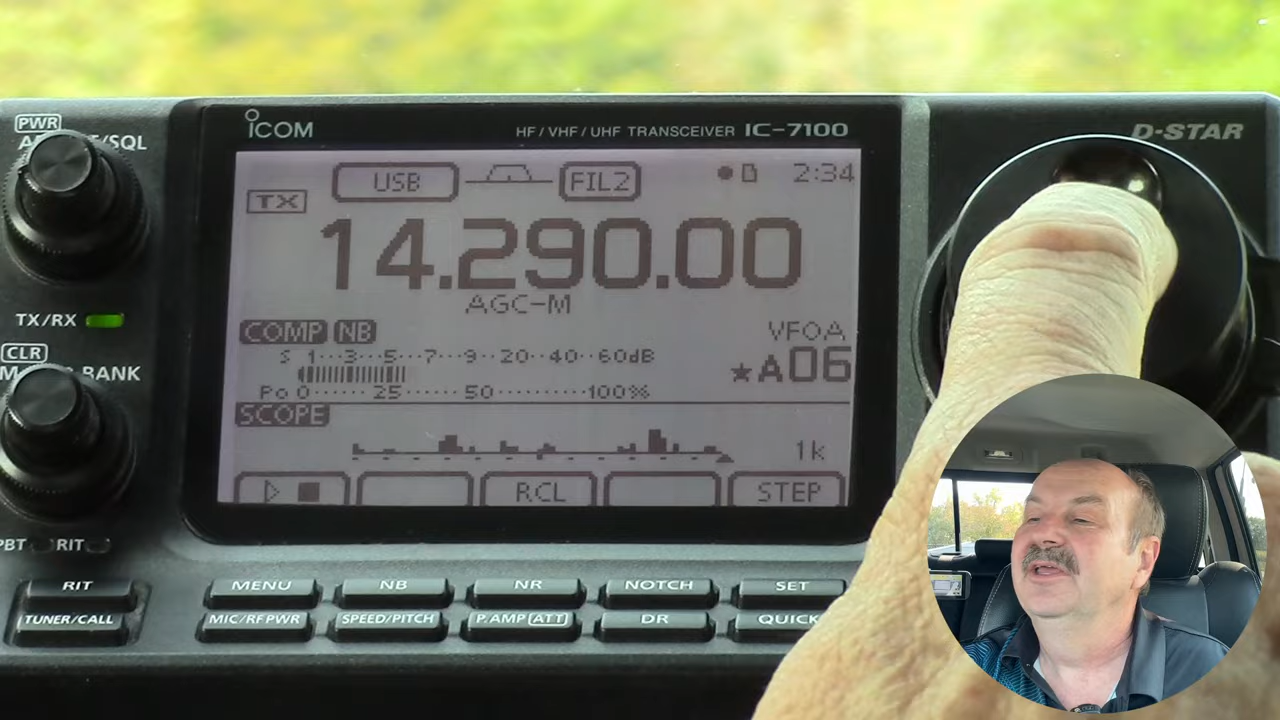 PWR
ICOM
HF/VHF/UHF TRANSCEIVER IC-7100
D-STAR
/SQL
USB
FIL2
2:34
TX
14.290.00
AGC-M
TX/RX
COMP NB
VFOA
S 1··3··5··7··9··20··40··60dB
★A06
CLR
BANK
Po 0······25······50··········100%
SCOPE
1k
RCL
STEP
PBT
RIT
RIT
MENU
NB
NR
NOTCH
SET
TUNER/CALL
MIC/RF PWR
SPEED/PITCH
P.AMP ATT
DR
QUICK